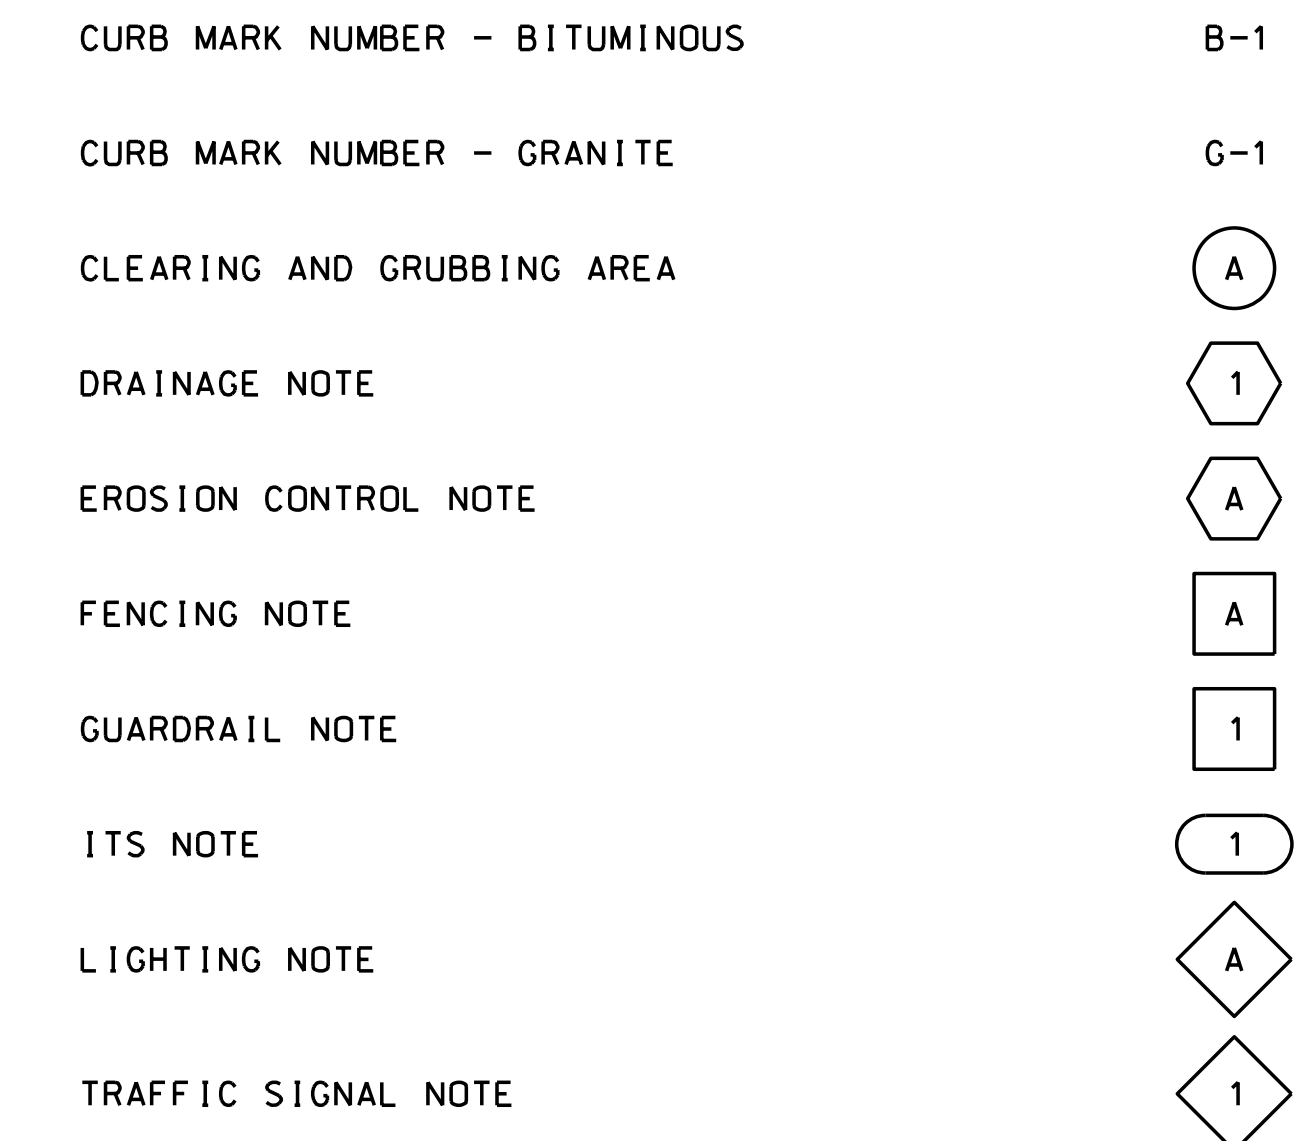 CURB MARK NUMBER - BITUMINOUS B-1
CURB MARK NUMBER - GRANITE G-1
CLEARING AND GRUBBING AREA A
DRAINAGE NOTE 1
EROSION CONTROL NOTE A
FENCING NOTE A
GUARDRAIL NOTE 1
ITS NOTE 1
LIGHTING NOTE A
TRAFFIC SIGNAL NOTE 1